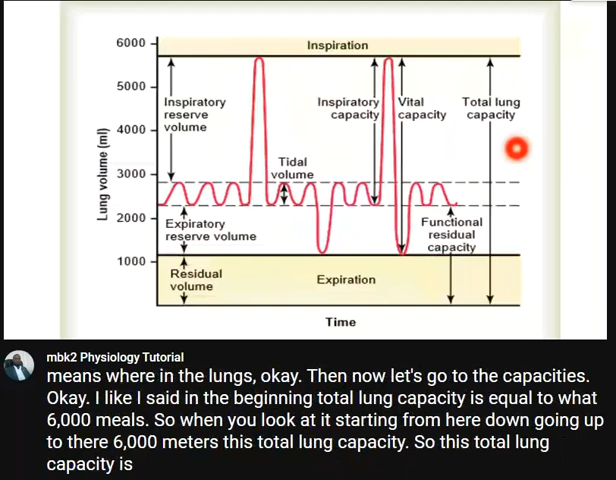 6000
Inspiration
5000
Inspiratory
reserve
volume
Inspiratory
capacity
Vital
capacity
Total lung
capacity
4000
Lung volume (ml)
3000
Tidal
volume
2000
Expiratory
reserve volume
Functional
residual
capacity
1000
Residual
volume
Expiration
Time
mbk2 Physiology Tutorial
means where in the lungs, okay. Then now let's go to the capacities.
Okay. I like I said in the beginning total lung capacity is equal to what
6,000 meals. So when you look at it starting from here down going up
to there 6,000 meters this total lung capacity. So this total lung
capacity is